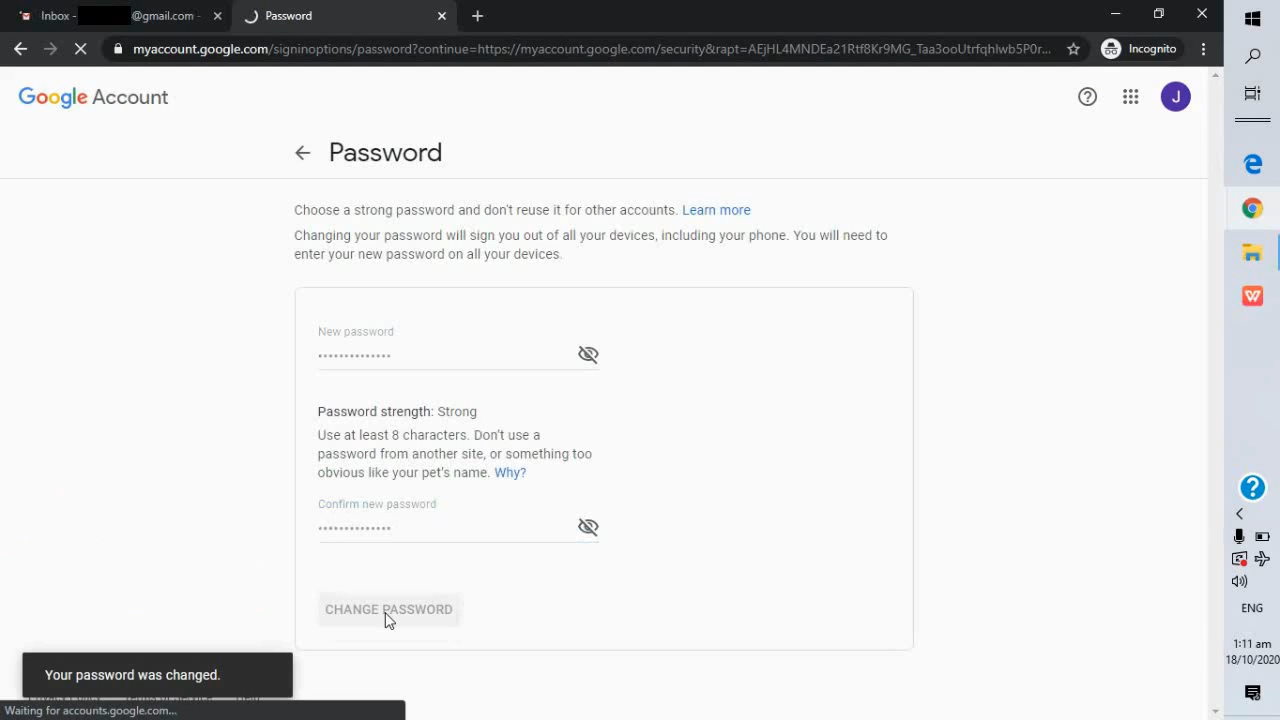 Inbox - @gmail.com -
Password
myaccount.google.com/signinoptions/password?continue=https://myaccount.google.com/security&rapt=AEjHL4MNDEa21Rtf8Kr9MG_Taa3ooUtrfqhlwb5P0r...
Incognito
Google Account
J
Password
Choose a strong password and don't reuse it for other accounts. Learn more
Changing your password will sign you out of all your devices, including your phone. You will need to
enter your new password on all your devices.
New password
Password strength: Strong
Use at least 8 characters. Don't use a
password from another site, or something too
obvious like your pet's name. Why?
Confirm new password
CHANGE PASSWORD
Your password was changed.
Waiting for accounts.google.com...
ENG
1:11 am
18/10/2020